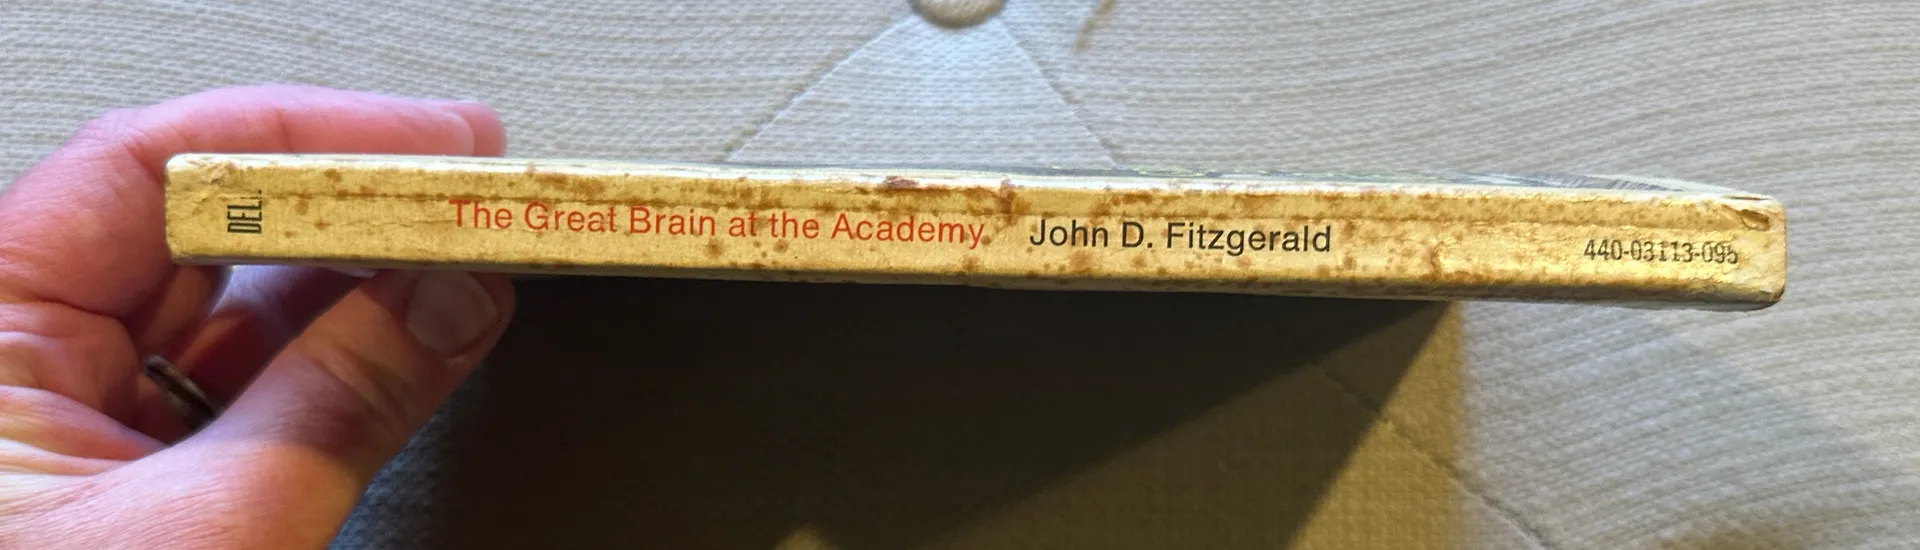 DELL
The Great Brain at the Academy John D. Fitzgerald 440-03113-095